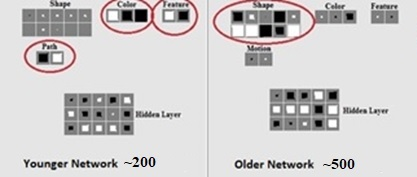 Shape
Color
Feature
Path
Hidden Layer
Younger Network ~200
Shape
Color
Feature
Motion
Hidden Layer
Older Network ~500